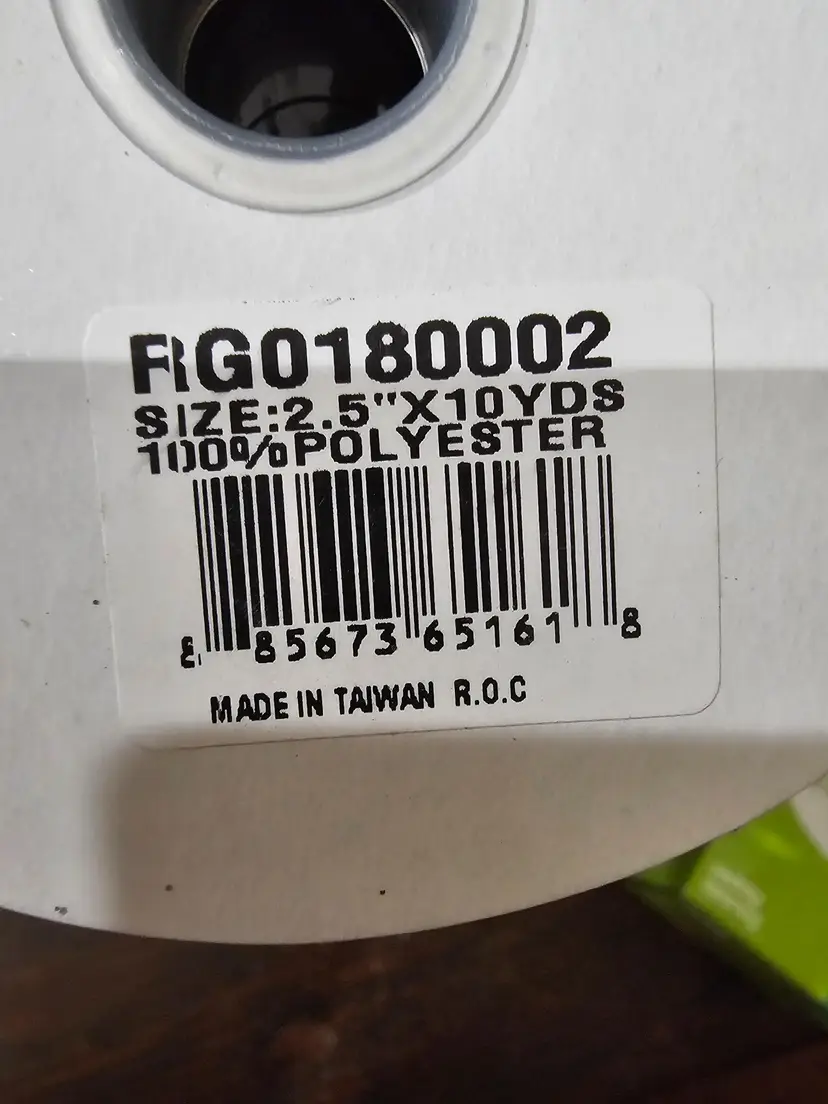 RG0180002
SIZE:2.5"X10YDS
100%POLYESTER
8 85673 65161 8
MADE IN TAIWAN R.O.C